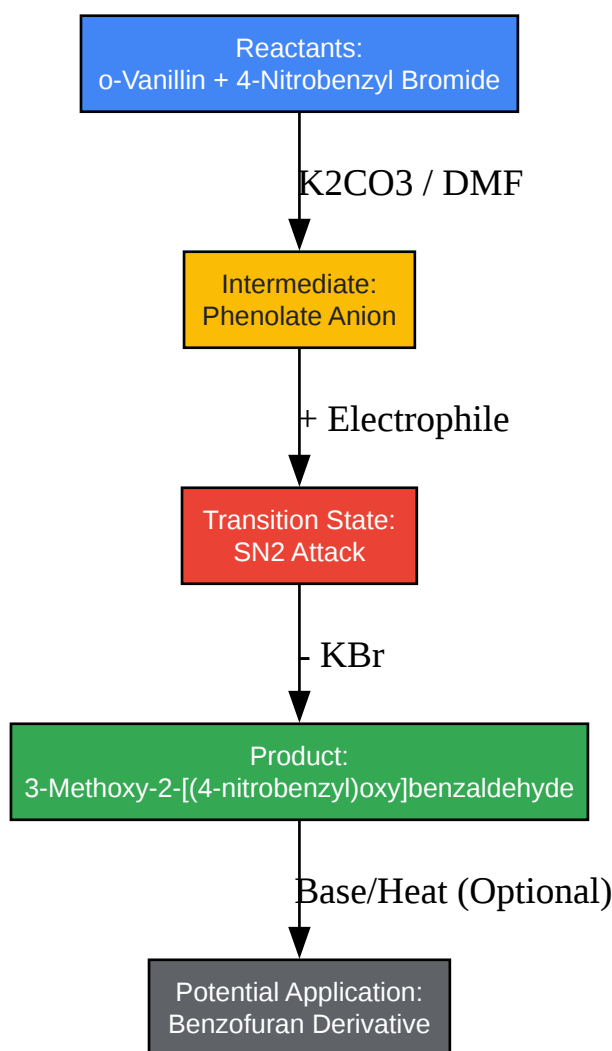 Reactants:
o-Vanillin + 4-Nitrobenzyl Bromide
K2CO3 / DMF
Intermediate:
Phenolate Anion
+ Electrophile
Transition State:
SN2 Attack
- KBr
Product:
3-Methoxy-2-[(4-nitrobenzyl)oxy]benzaldehyde
Base/Heat (Optional)
Potential Application:
Benzofuran Derivative